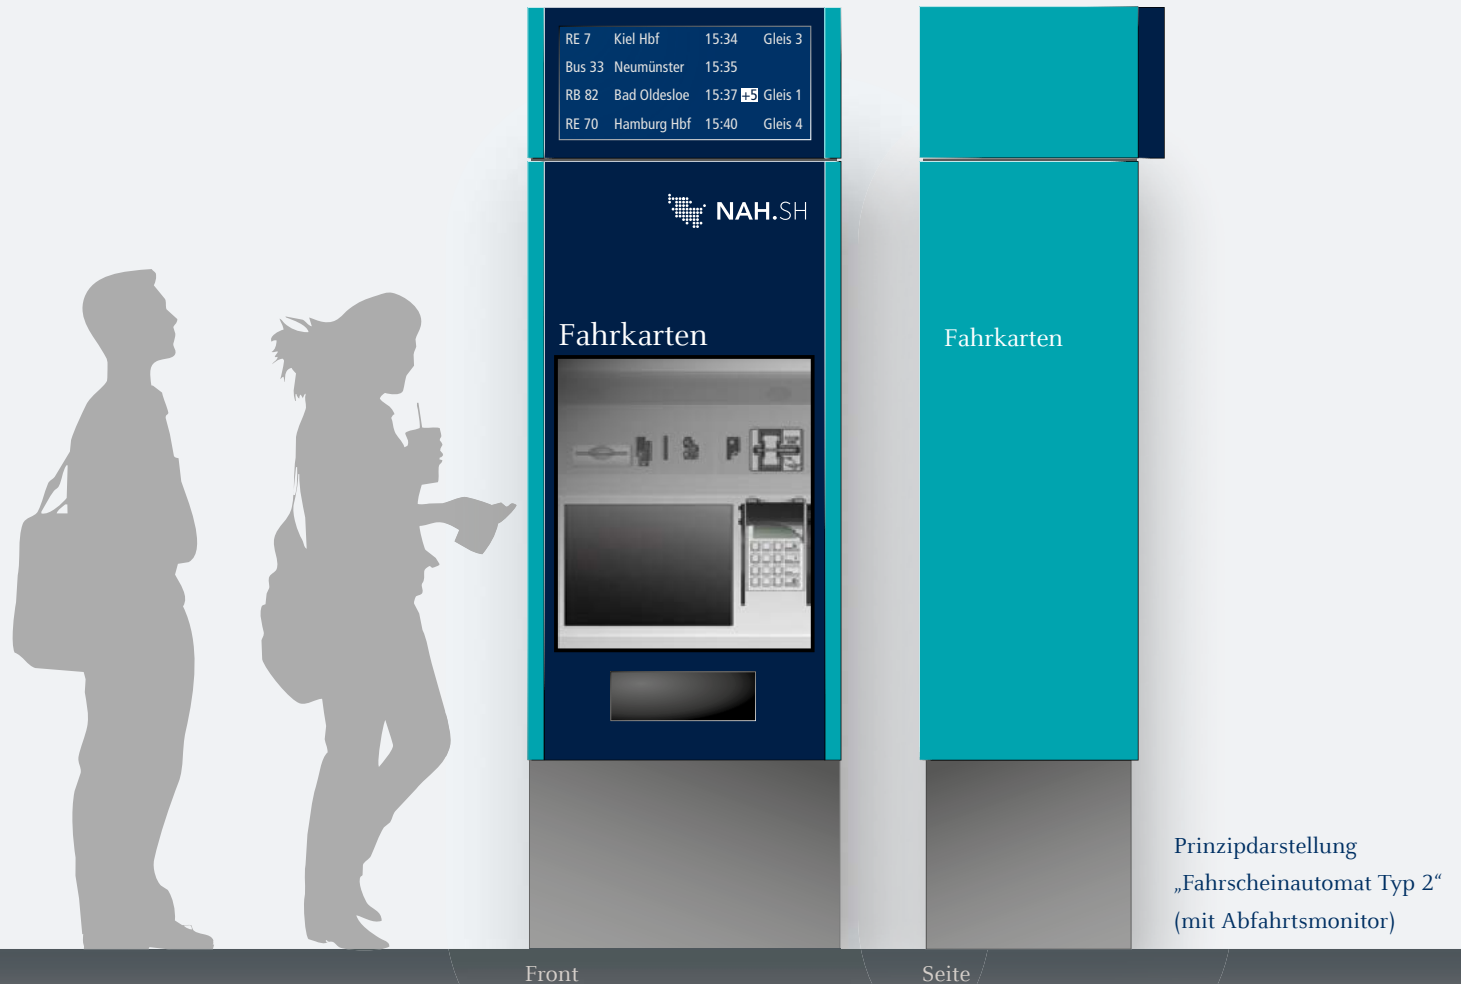 RE 7 Kiel Hbf 15:34 Gleis 3
Bus 33 Neumünster 15:35
RB 82 Bad Oldesloe 15:37 +5 Gleis 1
RE 70 Hamburg Hbf 15:40 Gleis 4
NAH.SH
Fahrkarten
Fahrkarten
Prinzipdarstellung
„Fahrscheinautomat Typ 2“
(mit Abfahrtsmonitor)
Front
Seite